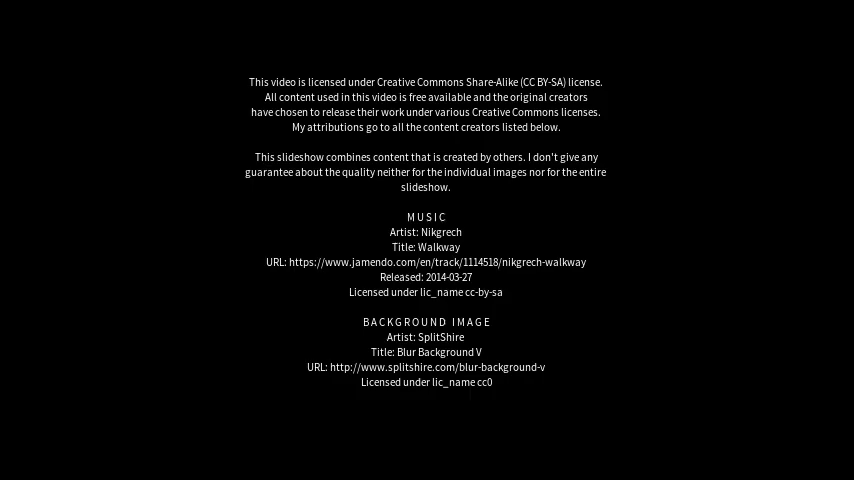 This video is licensed under Creative Commons Share-Alike (CC BY-SA) license.
All content used in this video is free available and the original creators
have chosen to release their work under various Creative Commons licenses.
My attributions go to all the content creators listed below.
This slideshow combines content that is created by others. I don't give any
guarantee about the quality neither for the individual images nor for the entire
slideshow.
MUSIC
Artist: Nikgrech
Title: Walkway
URL: https://www.jamendo.com/en/track/1114518/nikgrech-walkway
Released: 2014-03-27
Licensed under lic_name cc-by-sa
BACKGROUND IMAGE
Artist: SplitShire
Title: Blur Background V
URL: http://www.splitshire.com/blur-background-v
Licensed under lic_name cc0